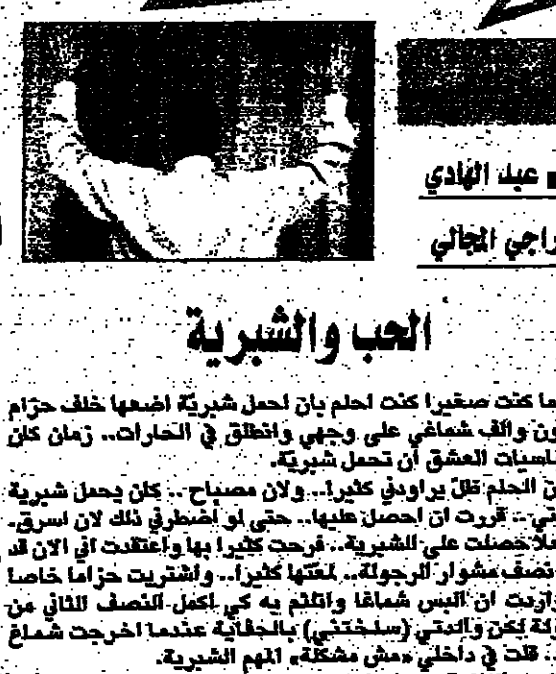 عبد الهادي
راجي المجالي
الحب والشبرية
ما كنت صغيرا كنت احلم بان احمل شبرية اضعها خلف حزام
ون والف شماغي على وجهي وانطلق في الحارات.. زمان كان
العشق أن تحمل شبرية.
الحلم ظل يراودني كثيرا.. ولان مصباح.. كان يحمل شبرية
قررت ان احصل عليها.. حتى لو اضطرني ذلك لان اسرق.
حصلت على الشبرية.. فرحت كثيرا بها واعتقدت اني الان قد
نصف مشوار الرجولة.. لمعتها كثيرا.. واشتريت حزاما خاصا
اردت ان البس شماغا واتلثم به كي اكمل النصف الثاني من
لكن والدتي (سلختني) بالجفاية عندما اخرجت شماغ
.. قلت في داخلي «مش مشكلة» المهم الشبرية.